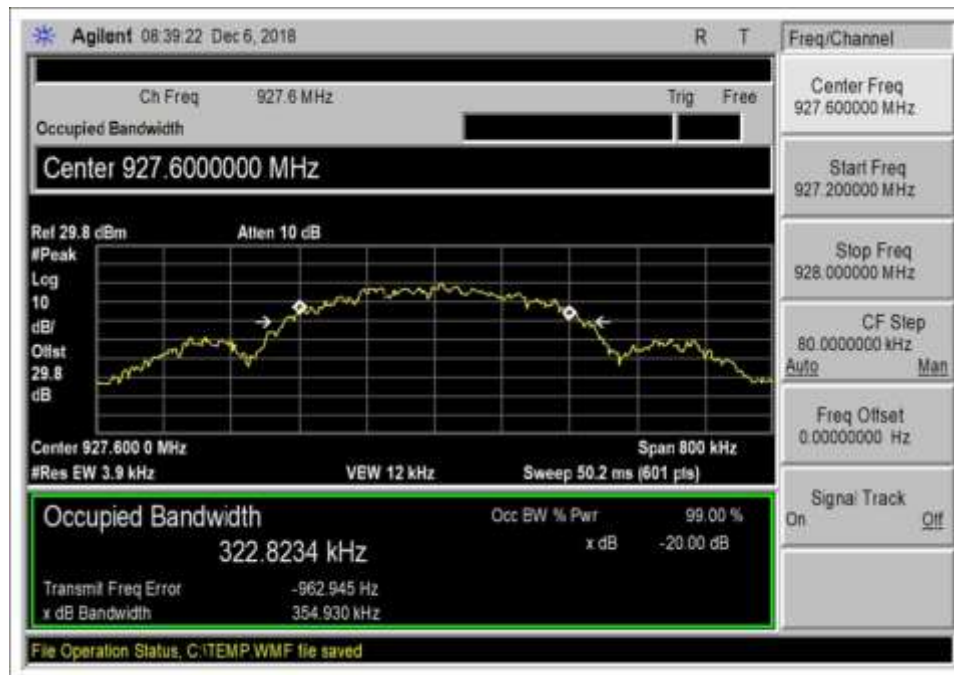 Agilent 08:39:22 Dec 6, 2018 R T
Freq/Channel
Ch Freq 927.6 MHz Trig Free
Occupied Bandwidth
Center 927.6000000 MHz
Ref 29.8 dBm Atten 10 dB
#Peak
Log
10
dB/
Offst
29.8
dB
Center 927.600 0 MHz Span 800 kHz
#Res BW 3.9 kHz VBW 12 kHz Sweep 50.2 ms (601 pts)
Occupied Bandwidth Occ BW % Pwr 99.00 %
322.8234 kHz x dB -20.00 dB
Transmit Freq Error -962.945 Hz
x dB Bandwidth 354.930 kHz
File Operation Status, C:\TEMP.WMF file saved
Center Freq
927.600000 MHz
Start Freq
927.200000 MHz
Stop Freq
928.000000 MHz
CF Step
80.0000000 kHz
Auto Man
Freq Offset
0.00000000 Hz
Signal Track
On Off